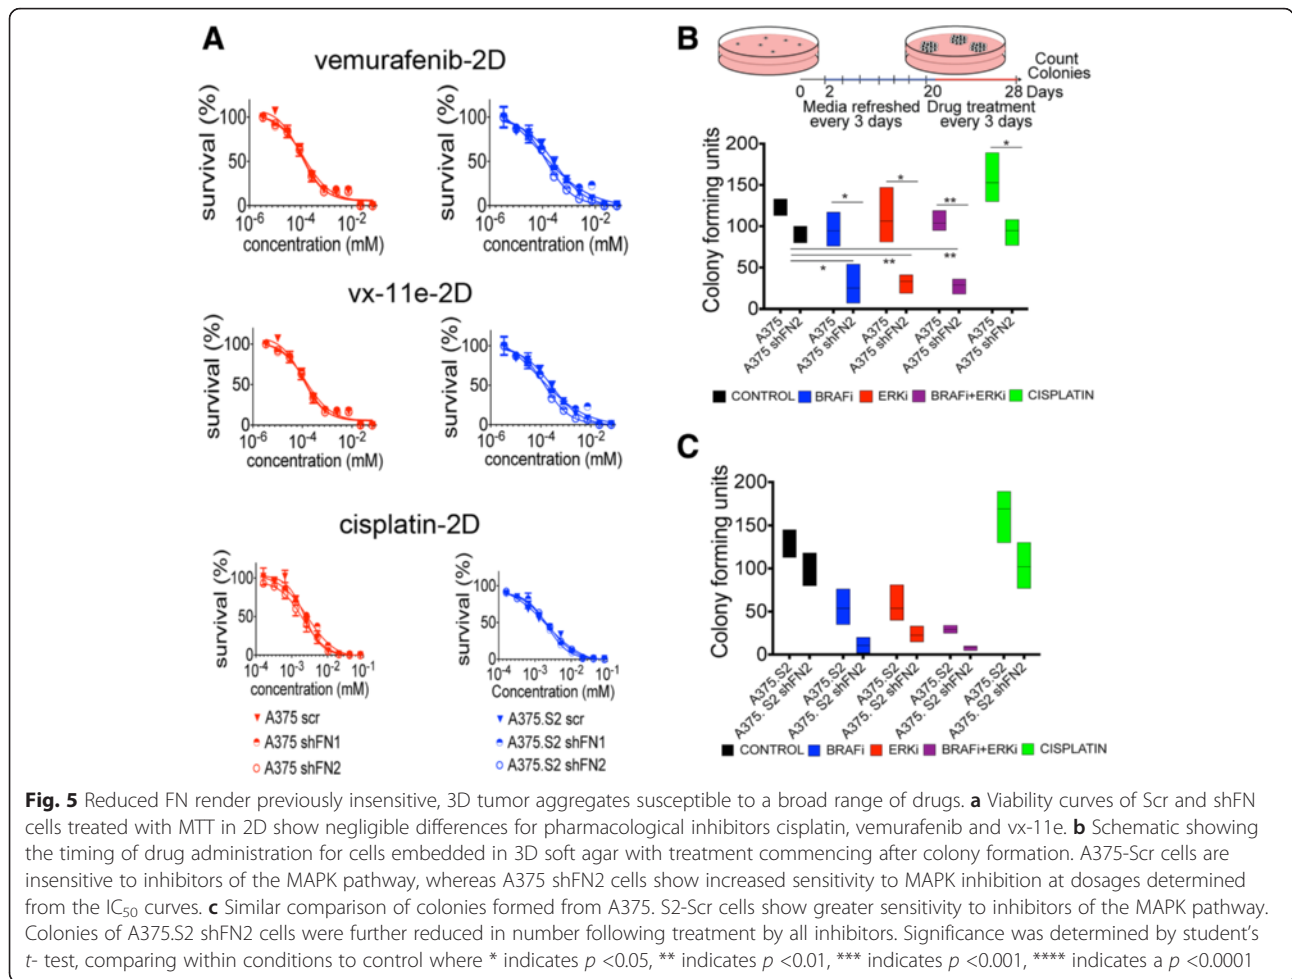 A
vemurafenib-2D
survival (%)
100
50
0
10-6 10-4 10-2
concentration (mM)
survival (%)
100
50
0
10-6 10-4 10-2
concentration (mM)
vx-11e-2D
survival (%)
100
50
0
10-6 10-4 10-2
concentration (mM)
survival (%)
100
50
0
10-6 10-4 10-2
concentration (mM)
cisplatin-2D
survival (%)
100
50
0
10-4 10-3 10-2 10-1
concentration (mM)
survival (%)
100
50
0
10-4 10-3 10-2 10-1
Concentration (mM)
A375 scr
A375 shFN1
A375 shFN2
A375.S2 scr
A375.S2 shFN1
A375.S2 shFN2
B
Count
Colonies
0 2 20 28 Days
Media refreshed Drug treatment
every 3 days every 3 days
Colony forming units
200
150
100
50
0
* * ** *
* ** **
A375 A375 shFN2 A375 A375 shFN2 A375 A375 shFN2 A375 A375 shFN2 A375 A375 shFN2
CONTROL BRAFi ERKi BRAFi+ERKi CISPLATIN
C
Colony forming units
200
150
100
50
0
A375.S2 A375. S2 shFN2 A375.S2 A375. S2 shFN2 A375.S2 A375. S2 shFN2 A375.S2 A375. S2 shFN2 A375.S2 A375. S2 shFN2
CONTROL BRAFi ERKi BRAFi+ERKi CISPLATIN
Fig. 5 Reduced FN render previously insensitive, 3D tumor aggregates susceptible to a broad range of drugs. a Viability curves of Scr and shFN
cells treated with MTT in 2D show negligible differences for pharmacological inhibitors cisplatin, vemurafenib and vx-11e. b Schematic showing
the timing of drug administration for cells embedded in 3D soft agar with treatment commencing after colony formation. A375-Scr cells are
insensitive to inhibitors of the MAPK pathway, whereas A375 shFN2 cells show increased sensitivity to MAPK inhibition at dosages determined
from the IC50 curves. c Similar comparison of colonies formed from A375. S2-Scr cells show greater sensitivity to inhibitors of the MAPK pathway.
Colonies of A375.S2 shFN2 cells were further reduced in number following treatment by all inhibitors. Significance was determined by student's
t- test, comparing within conditions to control where * indicates p <0.05, ** indicates p <0.01, *** indicates p <0.001, **** indicates a p <0.0001